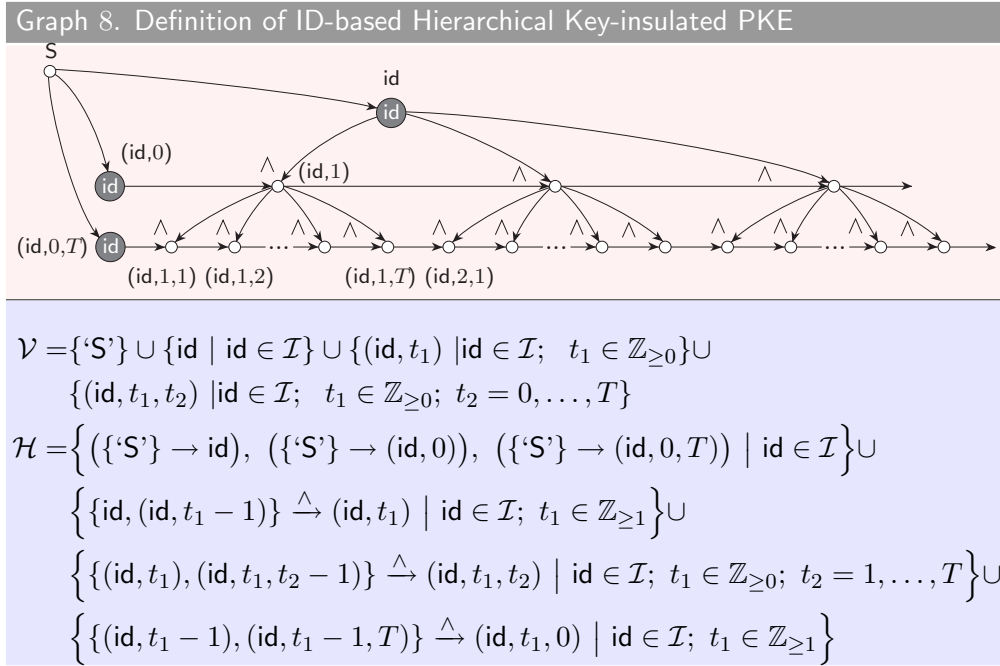 Graph 8. Definition of ID-based Hierarchical Key-insulated PKE
S
id
id
(id,0)
id
∧
(id,1)
∧
∧
(id,0,T)
id
∧ ∧ ∧ ∧ ∧ ∧ ∧ ∧ ∧ ∧ ∧
... ... ...
(id,1,1) (id,1,2) (id,1,T) (id,2,1)
𝒱 ={‘S’} ∪ {id | id ∈ ℐ} ∪ {(id, t₁) |id ∈ ℐ; t₁ ∈ ℤ≥0}∪
{(id, t₁, t₂) |id ∈ ℐ; t₁ ∈ ℤ≥0; t₂ = 0, . . . , T}
ℋ ={({‘S’} → id), ({‘S’} → (id, 0)), ({‘S’} → (id, 0, T)) | id ∈ ℐ}∪
{{id, (id, t₁ − 1)} ∧→ (id, t₁) | id ∈ ℐ; t₁ ∈ ℤ≥1}∪
{{(id, t₁), (id, t₁, t₂ − 1)} ∧→ (id, t₁, t₂) | id ∈ ℐ; t₁ ∈ ℤ≥0; t₂ = 1, . . . , T}∪
{{(id, t₁ − 1), (id, t₁ − 1, T)} ∧→ (id, t₁, 0) | id ∈ ℐ; t₁ ∈ ℤ≥1}